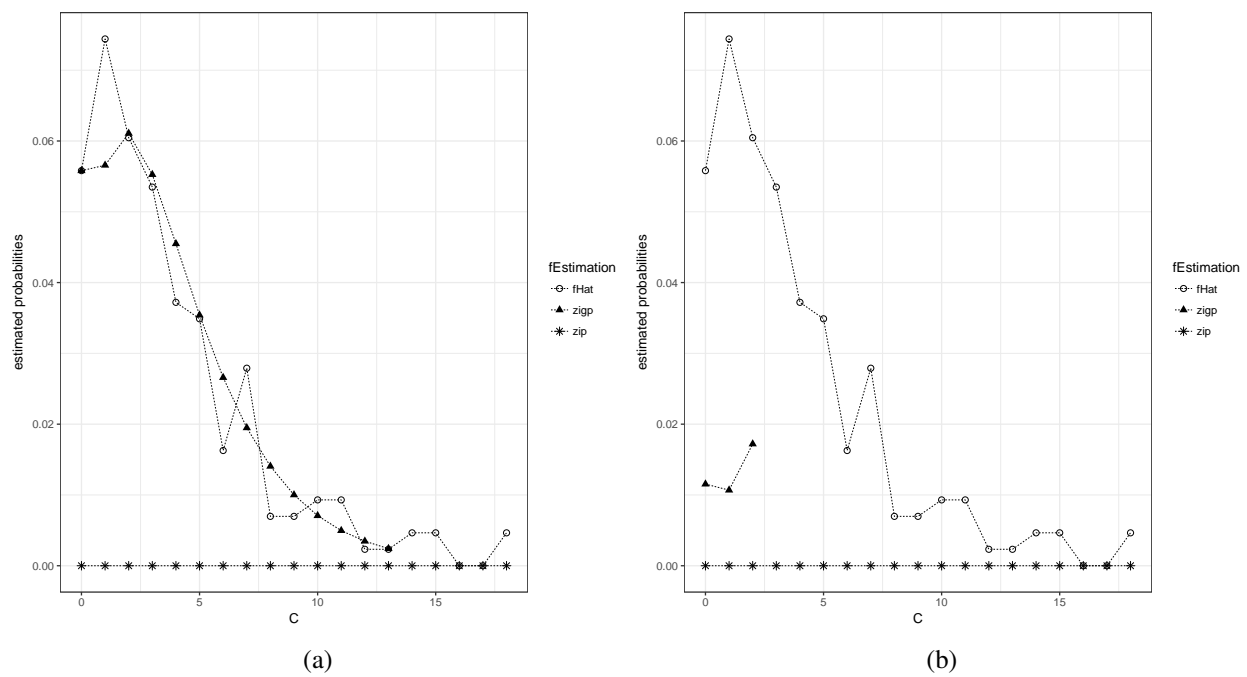 estimated probabilities
0.06
0.04
0.02
0.00
0
5
10
15
C
fEstimation
fHat
zigp
zip
(a)
estimated probabilities
0.06
0.04
0.02
0.00
0
5
10
15
C
fEstimation
fHat
zigp
zip
(b)